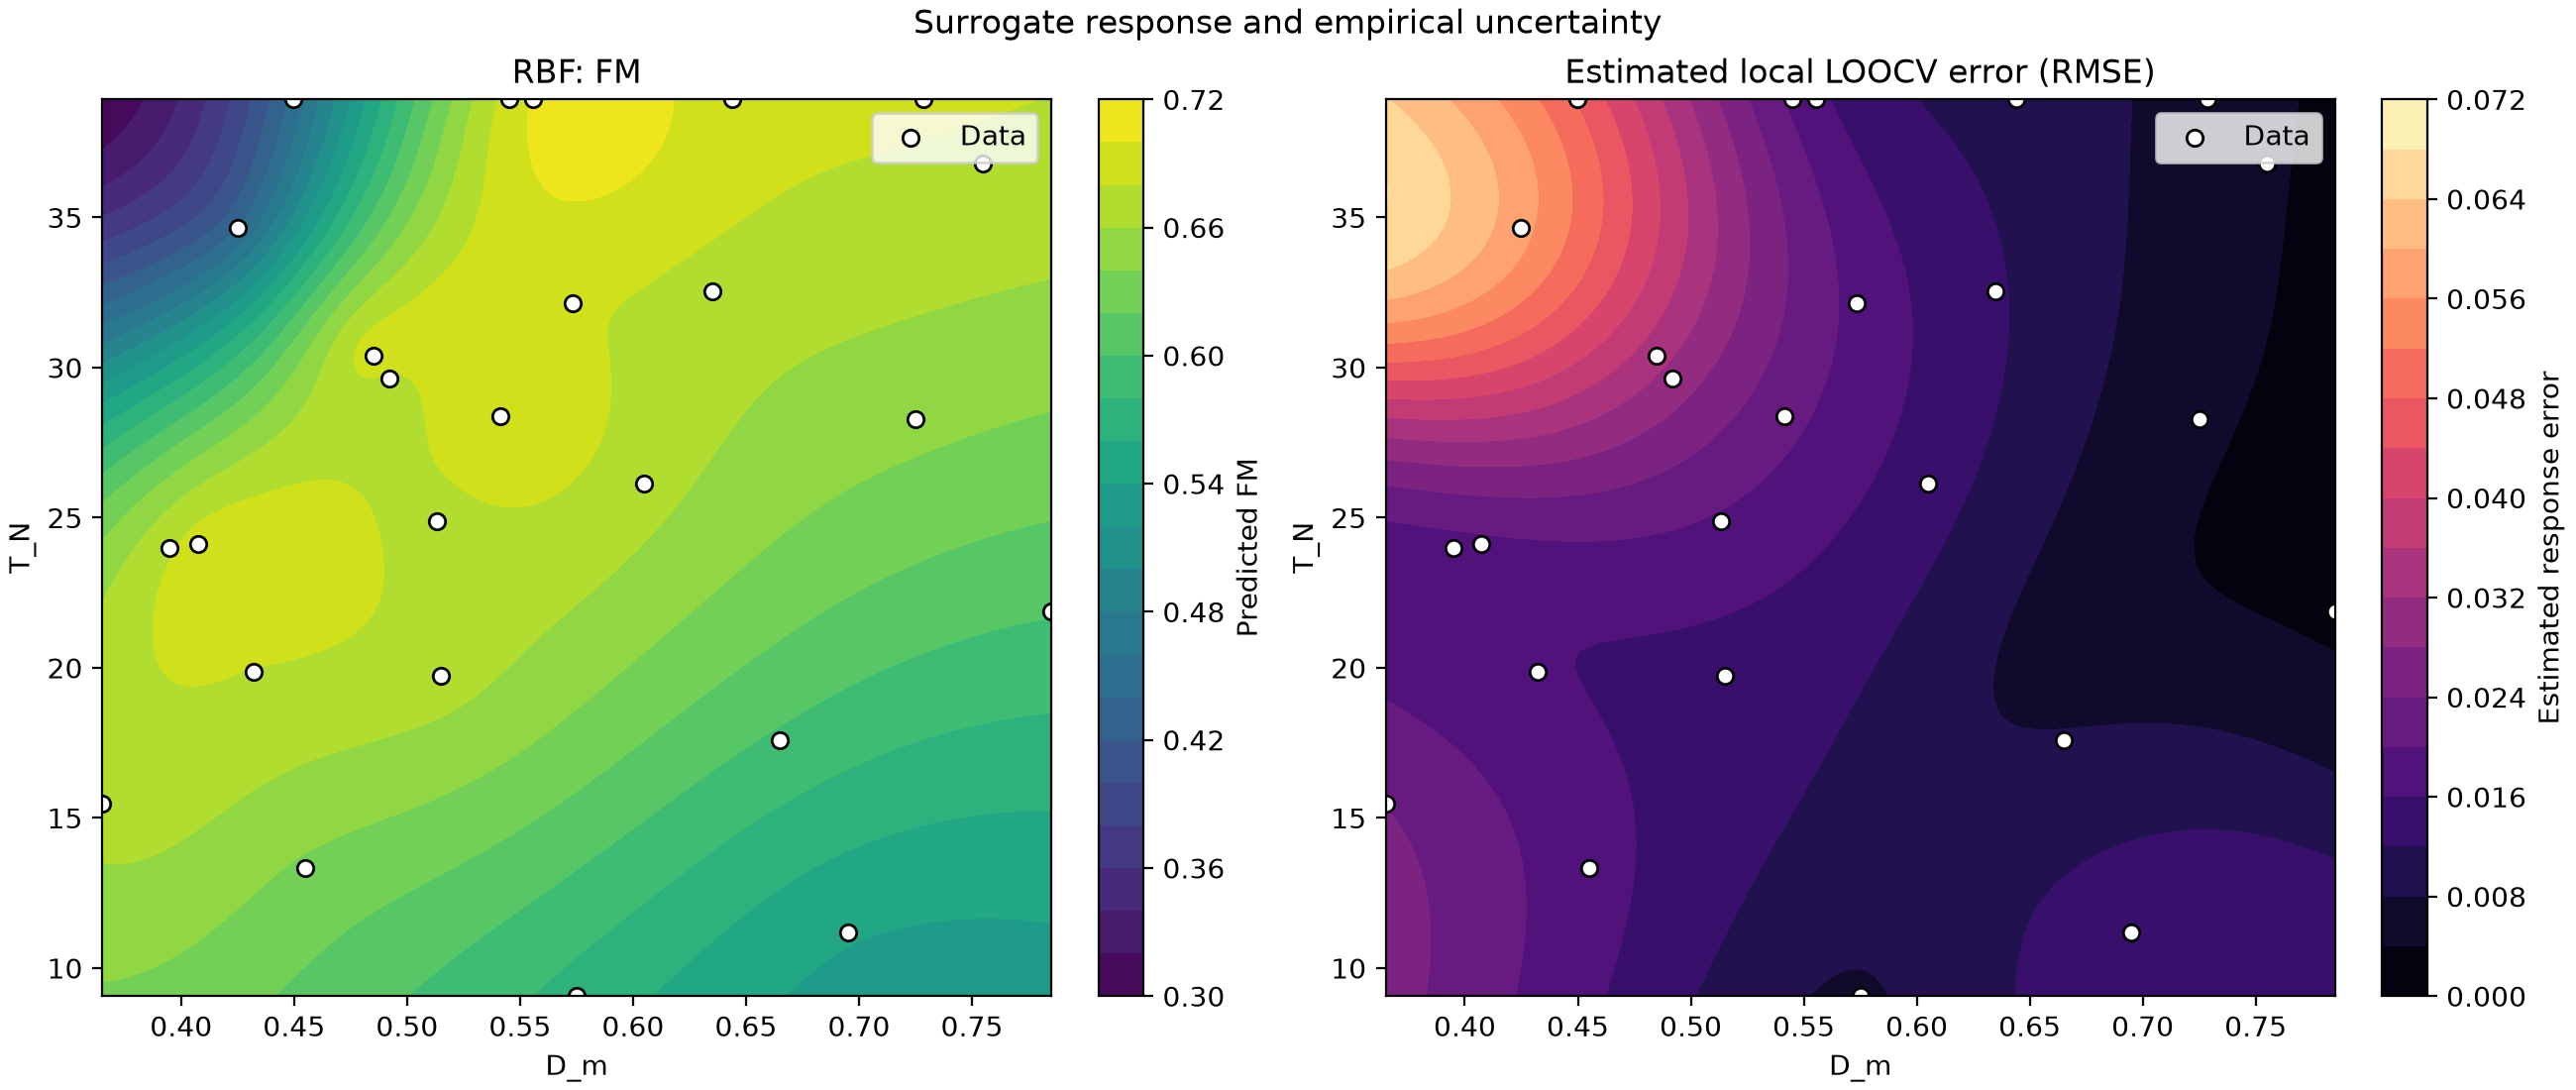 Surrogate response and empirical uncertainty
RBF: FM
Data
35
30
25
20
15
10
T_N
0.40 0.45 0.50 0.55 0.60 0.65 0.70 0.75
D_m
0.72
0.66
0.60
0.54
0.48
0.42
0.36
0.30
Predicted FM
Estimated local LOOCV error (RMSE)
Data
35
30
25
20
15
10
T_N
0.40 0.45 0.50 0.55 0.60 0.65 0.70 0.75
D_m
0.072
0.064
0.056
0.048
0.040
0.032
0.024
0.016
0.008
0.000
Estimated response error